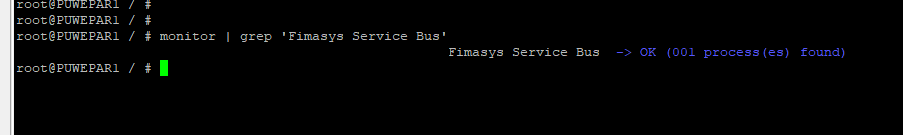 root@PUWEPAR1 / #
root@PUWEPAR1 / #
root@PUWEPAR1 / # monitor | grep 'Fimasys Service Bus'
Fimasys Service Bus -> OK (001 process(es) found)
root@PUWEPAR1 / #